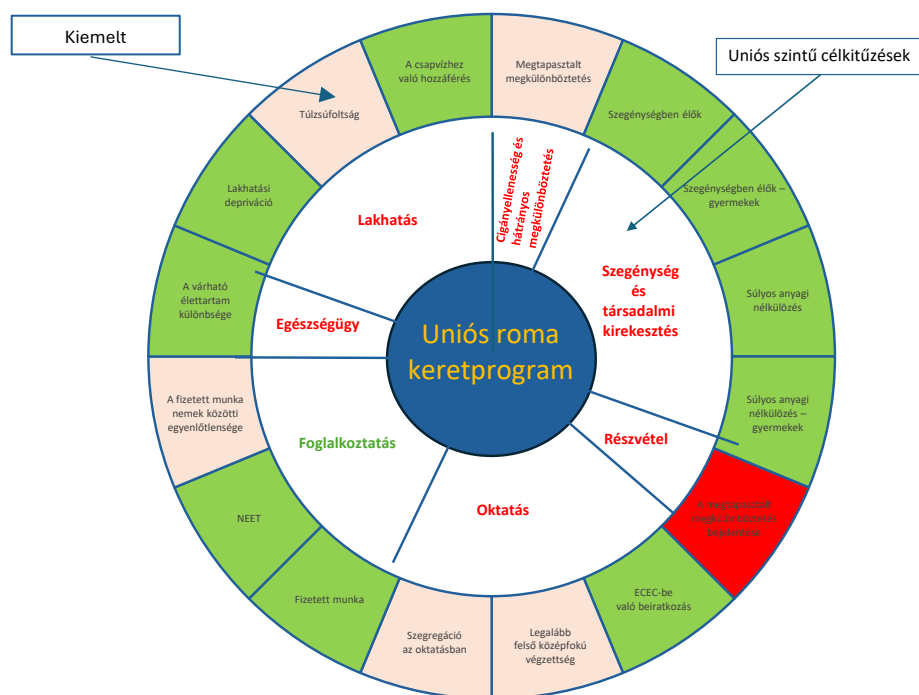 Kiemelt
Uniós szintű célkitűzések
A csapvízhez
való hozzáférés
Megtapasztalt
megkülönböztetés
Szegénységben élők
Szegénységben élők –
gyermekek
Súlyos anyagi
nélkülözés
Súlyos anyagi
nélkülözés –
gyermekek
A megtapasztalt
megkülönböztetés
bejelentése
ECEC-be
való beiratkozás
Legalább
felső középfokú
végzettség
Szegregáció
az oktatásban
Fizetett munka
NEET
A fizetett munka
nemek közötti
egyenlőtlensége
A várható
élettartam
különbsége
Lakhatási
depriváció
Túlzsúfoltság
Cigányellenesség és
hátrányos
megkülönböztetés
Szegénység
és
társadalmi
kirekesztés
Részvétel
Oktatás
Foglalkoztatás
Egészségügy
Lakhatás
Uniós roma
keretprogram